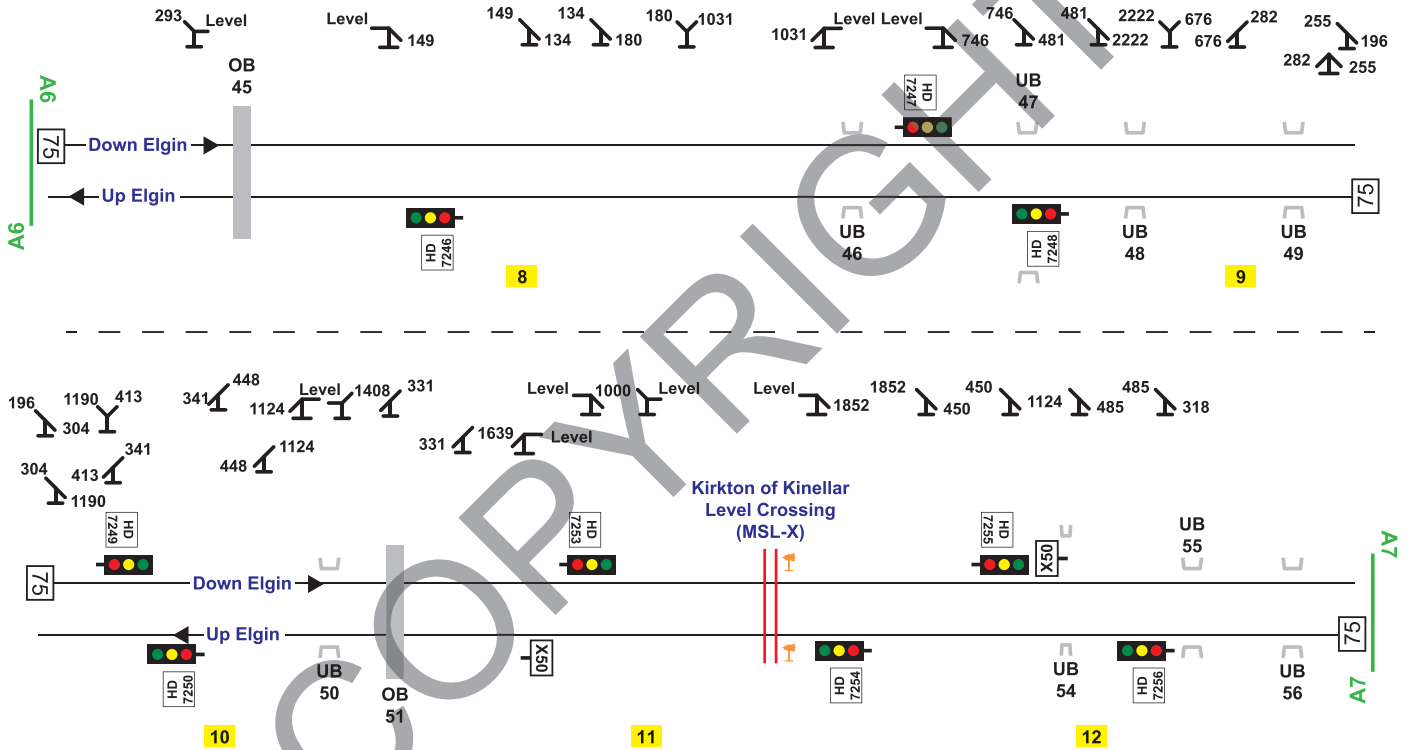 293 Level
Level 149
149 134
134 180
180 1031
1031 Level
Level 746
746 481
481 2222
2222 676
676 282
255 196
282 255
OB
45
UB
47
HD
7247
A6
75
Down Elgin
Up Elgin
75
A6
9A
HD
7246
UB
46
HD
7248
UB
48
UB
49
8
9
196 304
1190 413
341 448
1124 Level
Level 1408
331
Level 1000
Level
Level 1852
1852 450
450 1124
1124 485
485 318
304 1190
413 341
448 1124
331 1639
1639 Level
Kirkton of Kinellar
Level Crossing
(MSL-X)
HD
7249
HD
7253
HD
7255
X50
UB
55
A7
75
Down Elgin
Up Elgin
75
A7
HD
7250
UB
50
OB
51
X50
HD
7254
UB
54
HD
7256
UB
56
10
11
12
COPYRIGHT